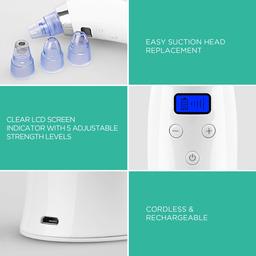 EASY SUCTION HEAD
REPLACEMENT
CLEAR LCD SCREEN
INDICATOR WITH 5 ADJUSTABLE
STRENGTH LEVELS
CORDLESS &
RECHARGEABLE